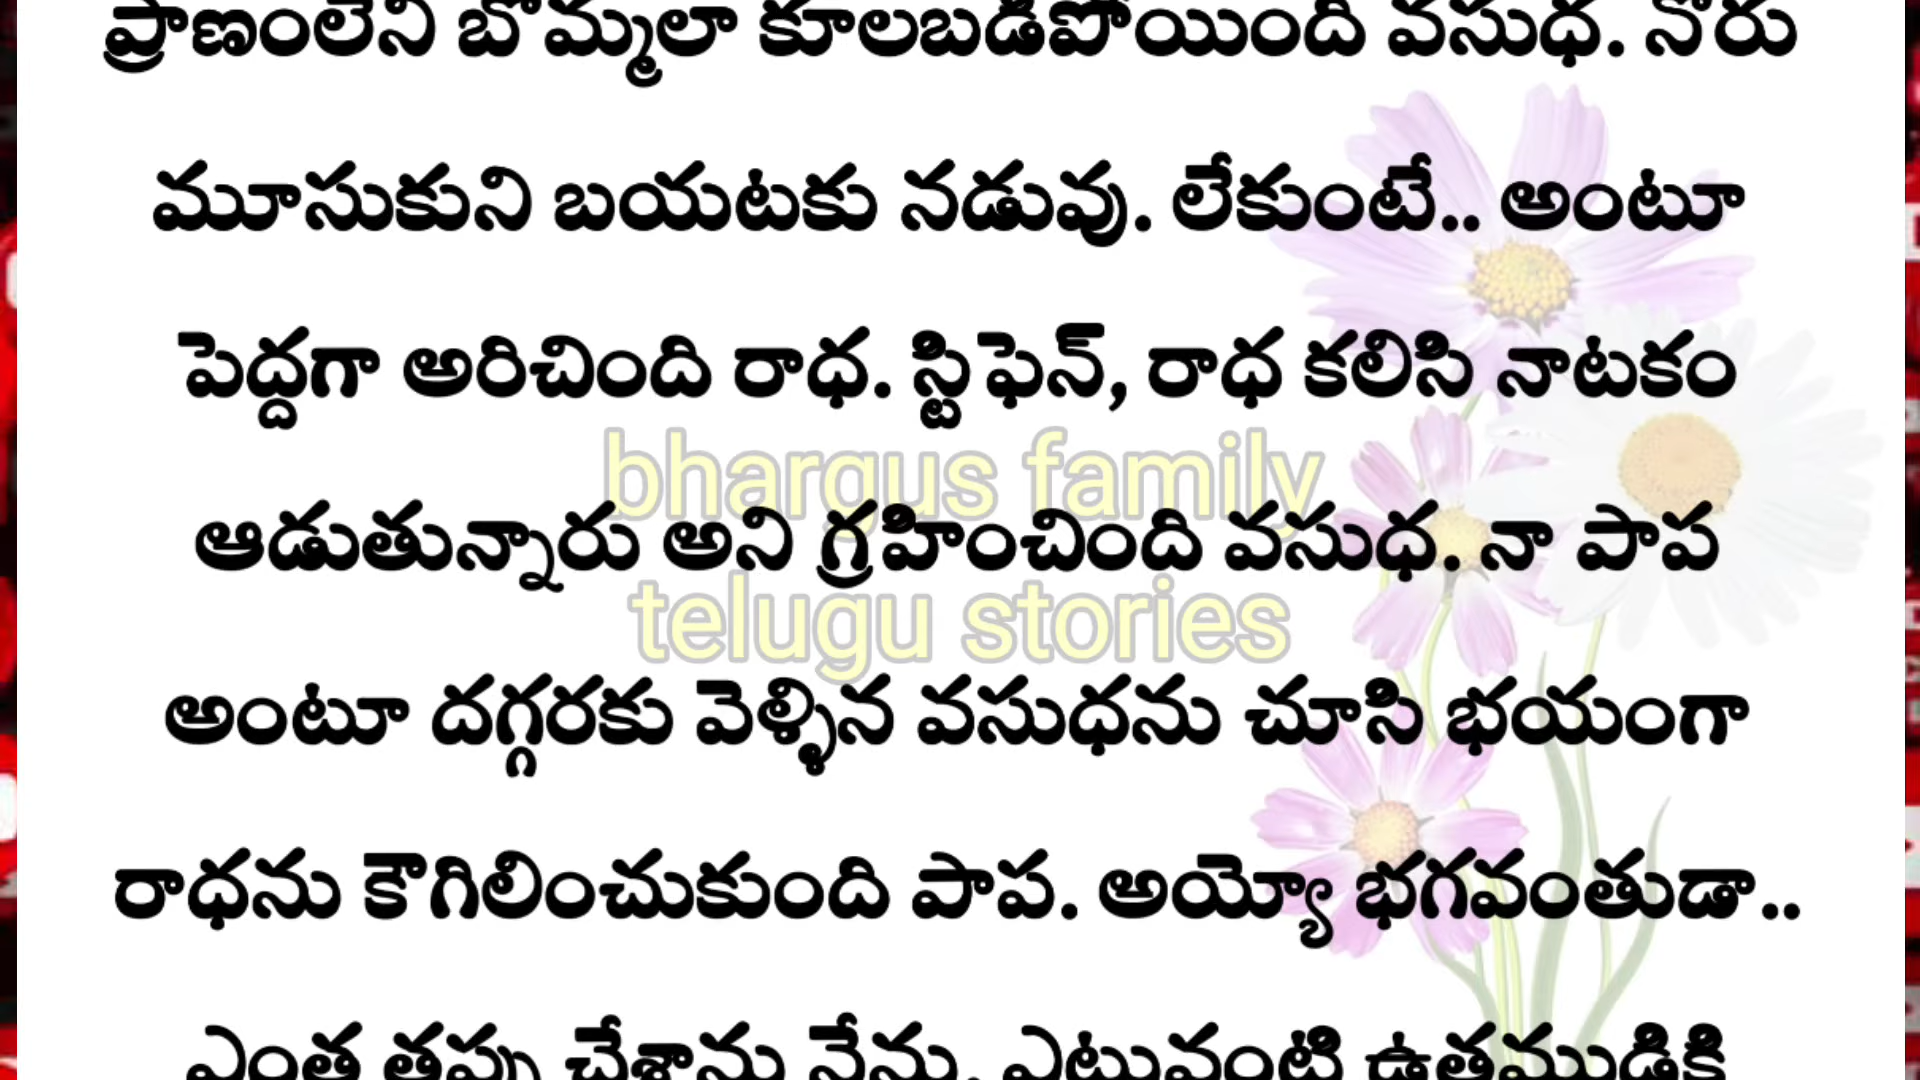 ప్రాణంలేని బొమ్మలా కూలబడిపోయింది వసుధ. నోరు
మూసుకుని బయటకు నడువు. లేకుంటే.. అంటూ
పెద్దగా అరిచింది రాధ. స్టిఫెన్, రాధ కలిసి నాటకం
bhargus family
ఆడుతున్నారు అని గ్రహించింది వసుధ. నా పాప
telugu stories
అంటూ దగ్గరకు వెళ్ళిన వసుధను చూసి భయంగా
రాధను కౌగిలించుకుంది పాప. అయ్యో భగవంతుడా..
ఎంత తప్పు చేశాను నేను. ఎటువంటి ఉత్తముడికి